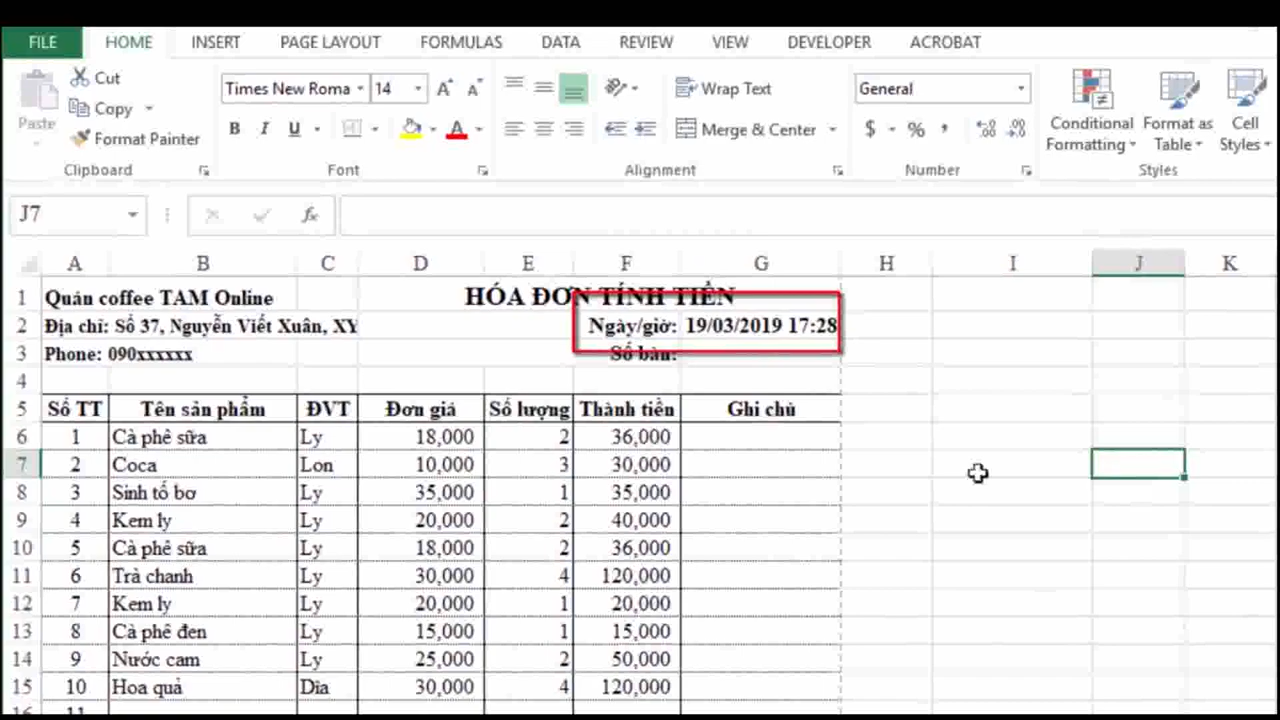 FILE HOME INSERT PAGE LAYOUT FORMULAS DATA REVIEW VIEW DEVELOPER ACROBAT
Cut
Copy
Format Painter
Paste
Clipboard
Times New Roma 14
B I U
Font
Wrap Text
Merge & Center
Alignment
General
$ % ,
Number
Conditional Formatting
Format as Table
Cell Styles
Styles
J7 fx
A B C D E F G H I J K
1 Quán coffee TAM Online HÓA ĐƠN TÍNH TIỀN
2 Địa chỉ: Số 37, Nguyễn Viết Xuân, XY Ngày/giờ: 19/03/2019 17:28
3 Phone: 090xxxxxx Số bàn:
4
5 Số TT Tên sản phẩm ĐVT Đơn giá Số lượng Thành tiền Ghi chú
6 1 Cà phê sữa Ly 18,000 2 36,000
7 2 Coca Lon 10,000 3 30,000
8 3 Sinh tố bơ Ly 35,000 1 35,000
9 4 Kem ly Ly 20,000 2 40,000
10 5 Cà phê sữa Ly 18,000 2 36,000
11 6 Trà chanh Ly 30,000 4 120,000
12 7 Kem ly Ly 20,000 1 20,000
13 8 Cà phê đen Ly 15,000 1 15,000
14 9 Nước cam Ly 25,000 2 50,000
15 10 Hoa quả Dĩa 30,000 4 120,000
16 11